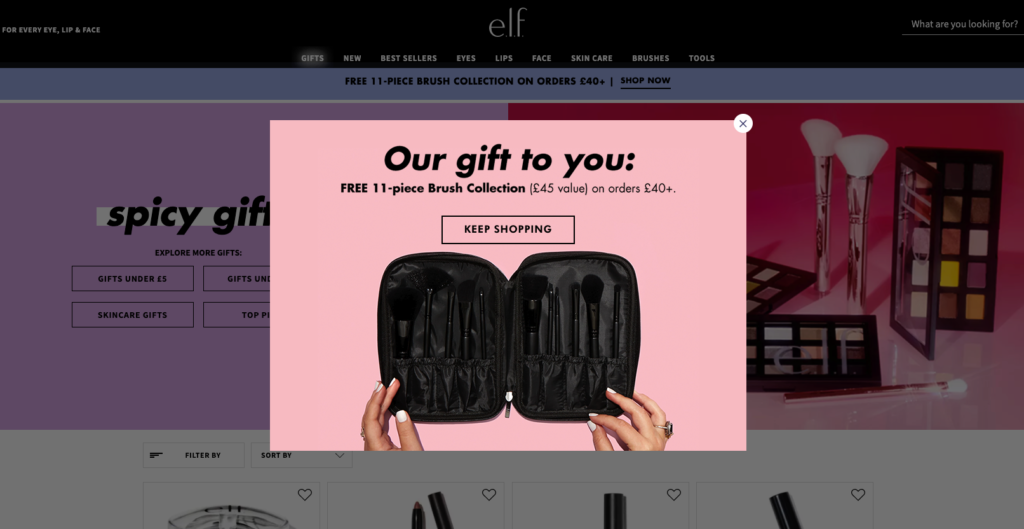 FOR EVERY EYE, LIP & FACE
e.l.f.
What are you looking for?
GIFTS NEW BEST SELLERS EYES LIPS FACE SKIN CARE BRUSHES TOOLS
FREE 11-PIECE BRUSH COLLECTION ON ORDERS £40+ | SHOP NOW
Our gift to you:
FREE 11-piece Brush Collection (£45 value) on orders £40+.
KEEP SHOPPING
spicy gift
EXPLORE MORE GIFTS:
GIFTS UNDER £5 GIFTS
SKINCARE GIFTS TOP
FILTER BY SORT BY